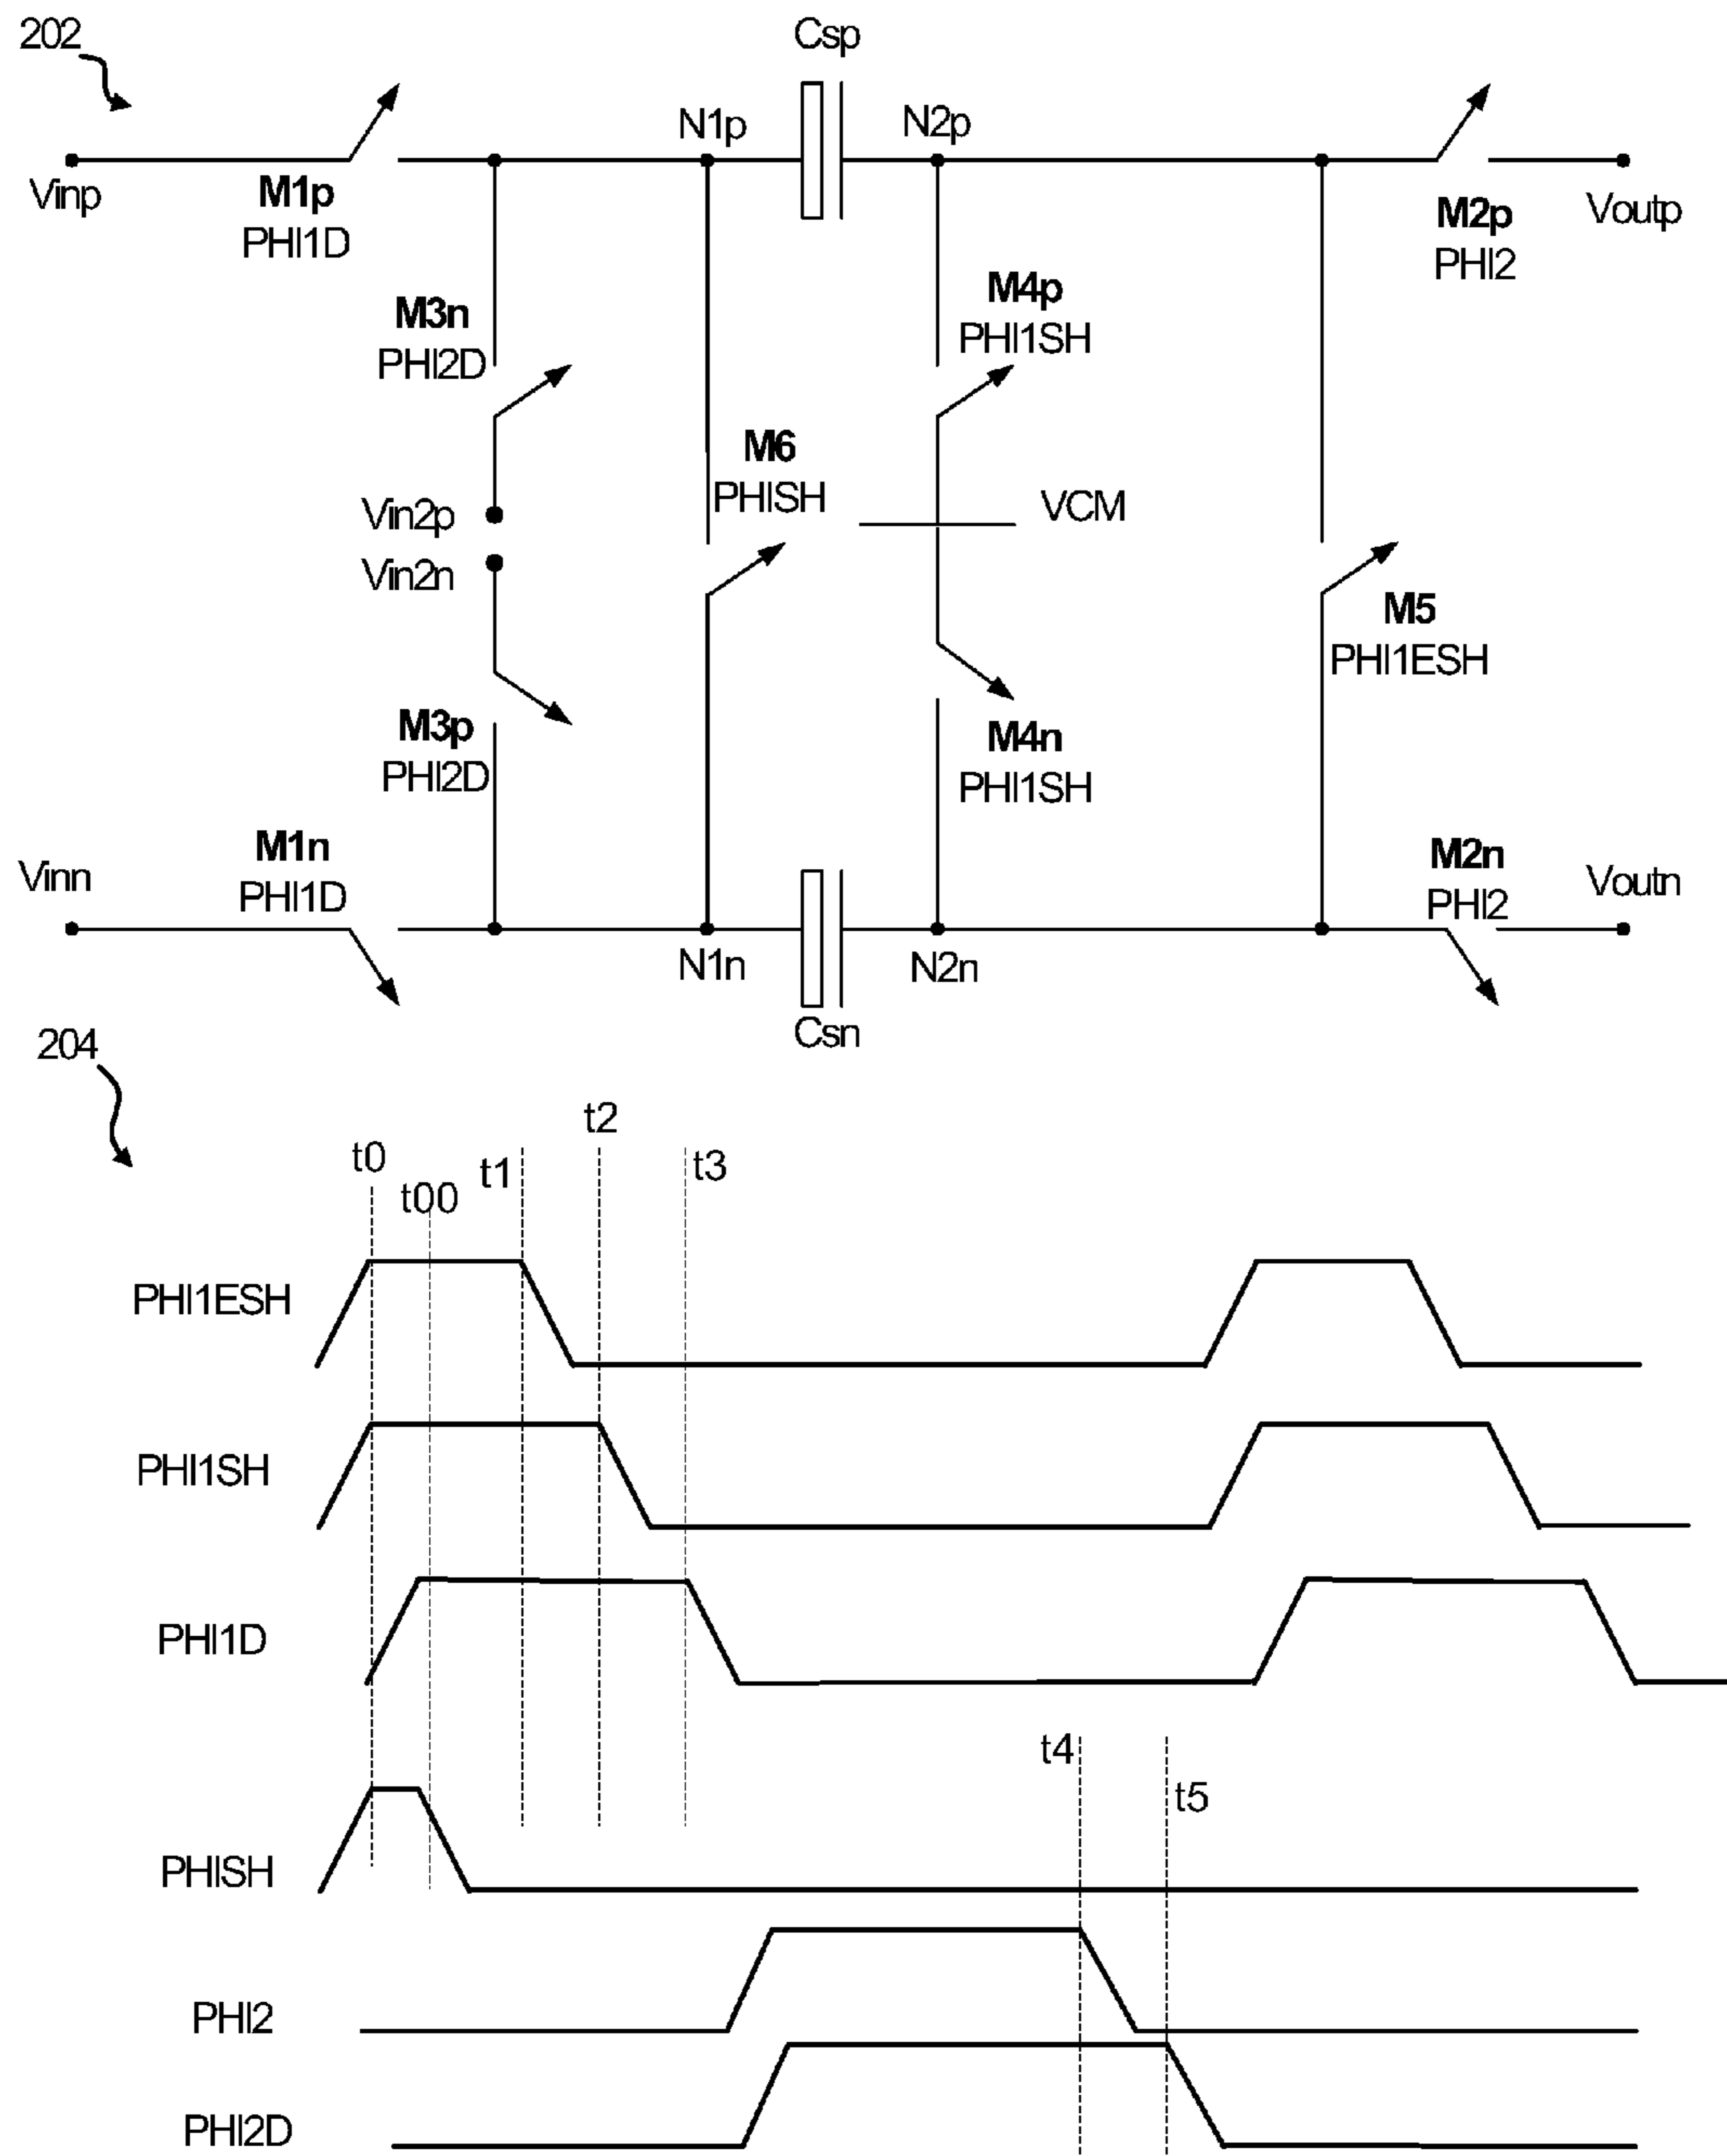 202
Csp
N1p
N2p
Vinp
M1p
PHI1D
M2p
PHI2
Voutp
M3n
PHI2D
M4p
PHI1SH
M6
PHISH
Vin2p
Vin2n
VCM
M5
PHI1ESH
M3p
PHI2D
M4n
PHI1SH
Vinn
M1n
PHI1D
M2n
PHI2
Voutn
N1n
N2n
Csn
204
t0
t00
t1
t2
t3
PHI1ESH
PHI1SH
PHI1D
t4
t5
PHISH
PHI2
PHI2D